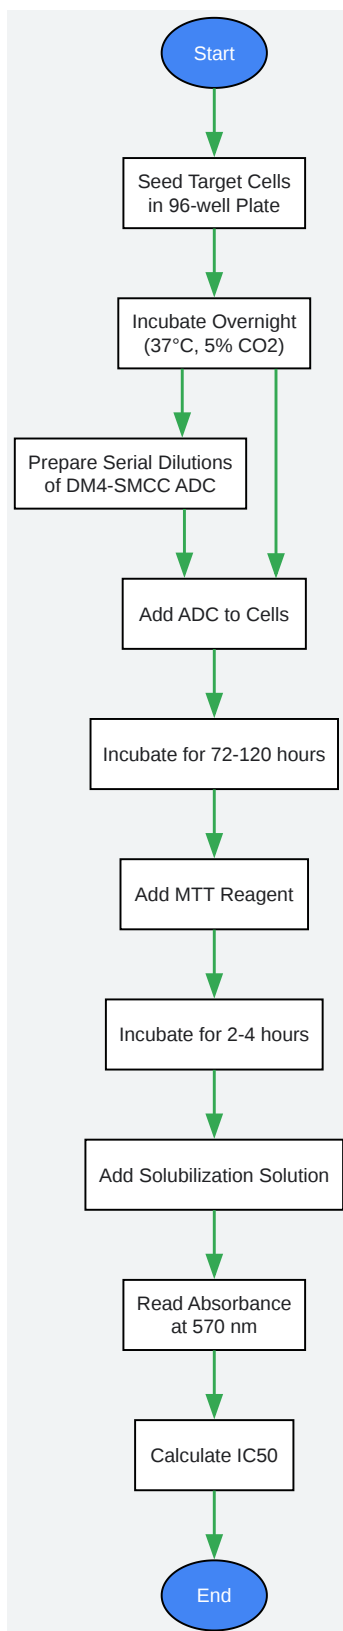 Start
Seed Target Cells
in 96-well Plate
Incubate Overnight
(37°C, 5% CO2)
Prepare Serial Dilutions
of DM4-SMCC ADC
Add ADC to Cells
Incubate for 72-120 hours
Add MTT Reagent
Incubate for 2-4 hours
Add Solubilization Solution
Read Absorbance
at 570 nm
Calculate IC50
End